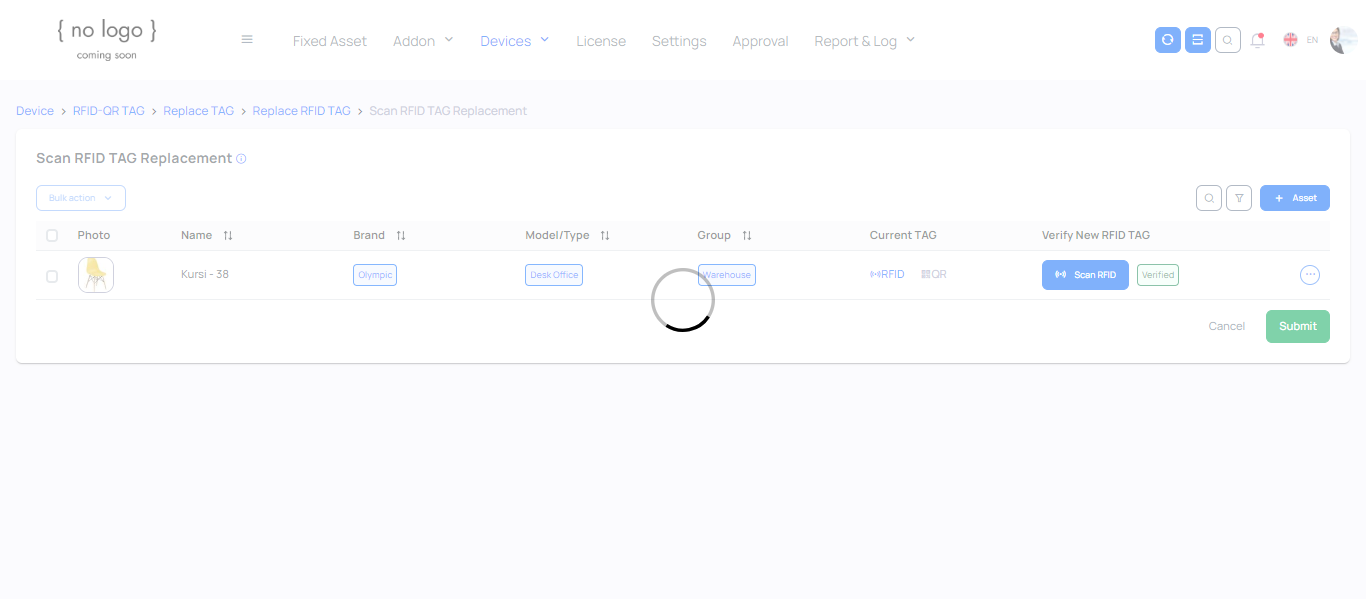 { no logo }
coming soon
Fixed Asset Addon Devices License Settings Approval Report & Log EN
Device > RFID-QR TAG > Replace TAG > Replace RFID TAG > Scan RFID TAG Replacement
Scan RFID TAG Replacement
Bulk action + Asset
Photo Name Brand Model/Type Group Current TAG Verify New RFID TAG
Kursi - 38 Olympic Desk Office Warehouse RFID QR Scan RFID Verified
Cancel Submit